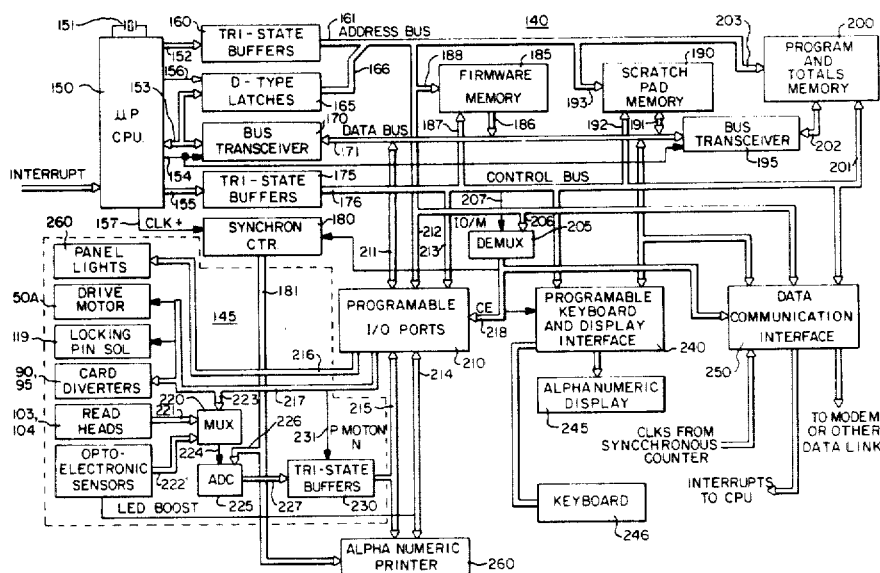 151 181 160 161 140 203 200
TRI-STATE BUFFERS
ADDRESS BUS
152
156
166
188
185
190
PROGRAM AND TOTALS MEMORY
150
153
D-TYPE LATCHES
165
FIRMWARE MEMORY
193
SCRATCH PAD MEMORY
µP CPU
170
187
186
192
191
BUS TRANSCEIVER
DATA BUS
171
BUS TRANSCEIVER
195
202
201
154
INTERRUPT
155
TRI-STATE BUFFERS
175
176
CONTROL BUS
207
157
CLK+
180
SYNCHRON CTR
IO/M
206
DEMUX
205
211
212
213
260
PANEL LIGHTS
50A
DRIVE MOTOR
145
181
119
LOCKING PIN SOL
PROGRAMABLE I/O PORTS
210
CE
218
PROGRAMABLE KEYBOARD AND DISPLAY INTERFACE
240
DATA COMMUNICATION INTERFACE
250
216
214
90, 95
CARD DIVERTERS
217
215
220
223
226
103, 104
READ HEADS
221
MUX
231
P MOTON N
ALPHA NUMERIC DISPLAY
245
CLKS FROM SYNCCHRONOUS COUNTER
TO MODEM OR OTHER DATA LINK
OPTO- ELECTRONIC SENSORS
222
224
ADC
225
227
TRI-STATE BUFFERS
230
INTERRUPTS TO CPU
LED BOOST
KEYBOARD
246
ALPHA NUMERIC PRINTER
260